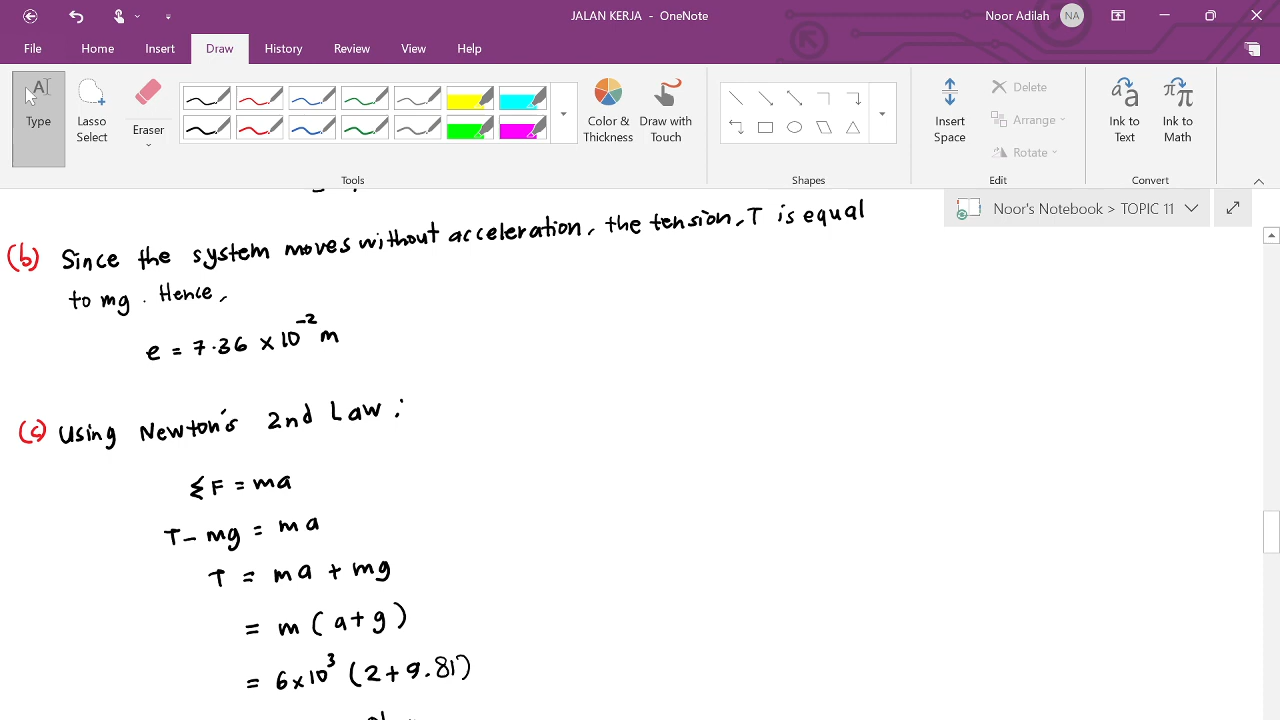 JALAN KERJA - OneNote
Noor Adilah NA
File Home Insert Draw History Review View Help
Type
Lasso Select
Eraser
Color & Thickness
Draw with Touch
Insert Space
Delete
Arrange
Rotate
Ink to Text
Ink to Math
Tools Shapes Edit Convert
Noor's Notebook > TOPIC 11
(b) Since the system moves without acceleration, the tension, T is equal
to mg. Hence,
e = 7.36 × 10⁻² m
(c) Using Newton's 2nd Law :
ΣF = ma
T - mg = ma
T = ma + mg
= m(a+g)
= 6×10³ (2+9.81)